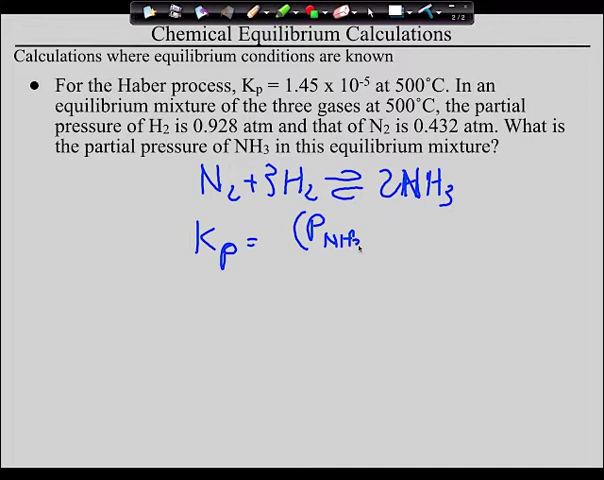 2/2
Chemical Equilibrium Calculations
Calculations where equilibrium conditions are known
● For the Haber process, Kₚ = 1.45 x 10⁻⁵ at 500˚C. In an
equilibrium mixture of the three gases at 500˚C, the partial
pressure of H₂ is 0.928 atm and that of N₂ is 0.432 atm. What is
the partial pressure of NH3 in this equilibrium mixture?
N₂ + 3H₂ ⇌ 2NH₃
Kₚ = (P NH₃